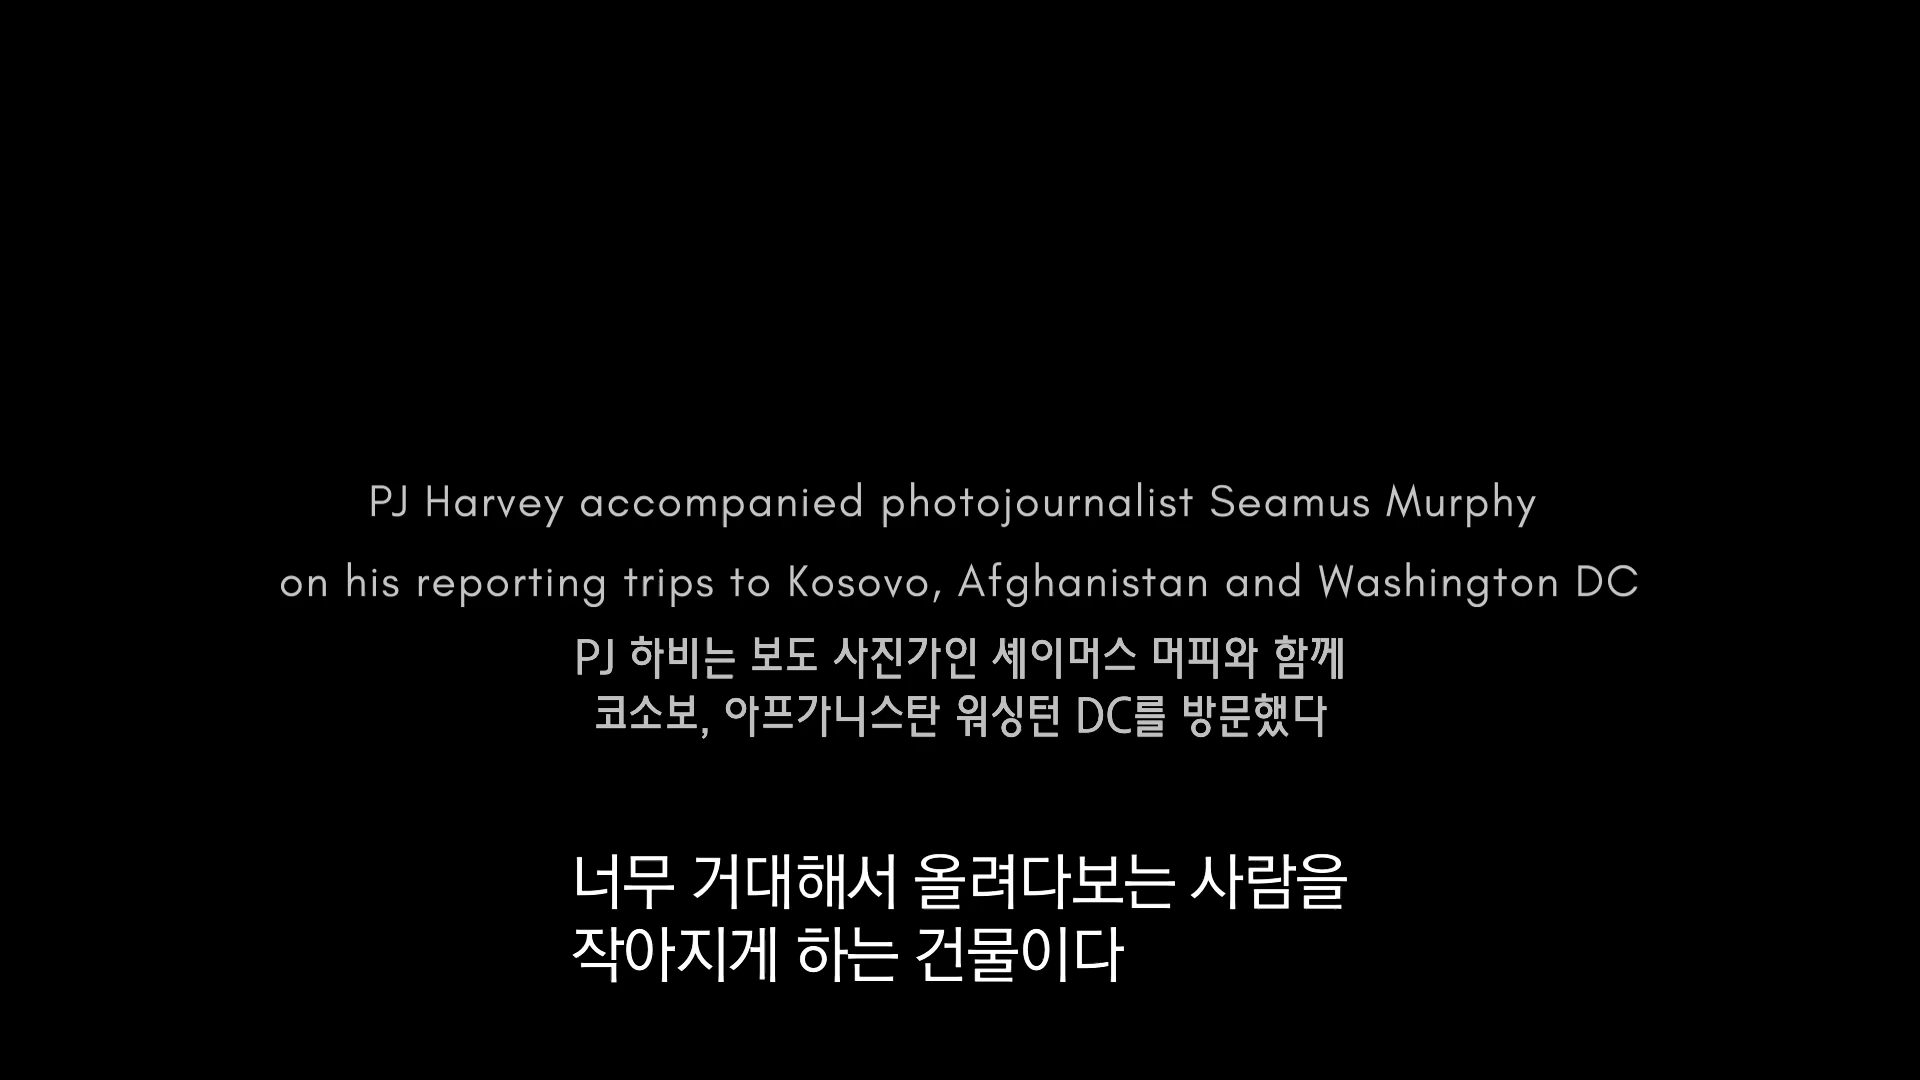 PJ Harvey accompanied photojournalist Seamus Murphy
on his reporting trips to Kosovo, Afghanistan and Washington DC
PJ 하비는 보도 사진가인 셰이머스 머피와 함께
코소보, 아프가니스탄 워싱턴 DC를 방문했다
너무 거대해서 올려다보는 사람을
작아지게 하는 건물이다